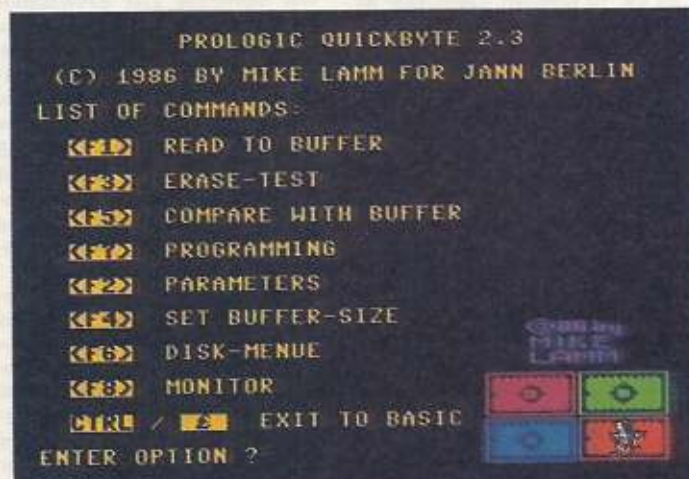 PROLOGIC QUICKBYTE 2.3
(C) 1986 BY MIKE LAMM FOR JANN BERLIN
LIST OF COMMANDS:
<F1> READ TO BUFFER
<F3> ERASE-TEST
<F5> COMPARE WITH BUFFER
<F7> PROGRAMMING
<F2> PARAMETERS
<F4> SET BUFFER-SIZE
<F6> DISK-MENUE
<F8> MONITOR
CTRL / £ EXIT TO BASIC
ENTER OPTION ?
by
MIKE
LAMM